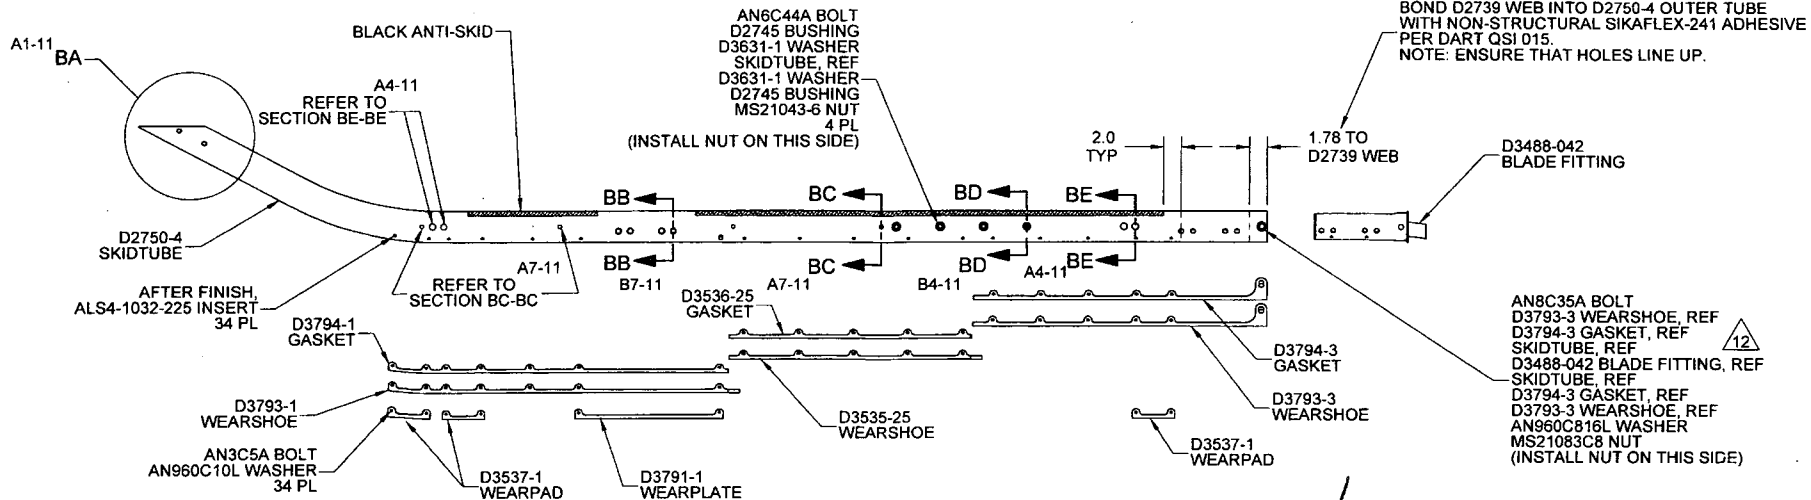 BOND D2739 WEB INTO D2750-4 OUTER TUBE
WITH NON-STRUCTURAL SIKAFLEX-241 ADHESIVE
PER DART QSI 015.
NOTE: ENSURE THAT HOLES LINE UP.
AN6C44A BOLT
D2745 BUSHING
D3631-1 WASHER
SKIDTUBE, REF
D3631-1 WASHER
D2745 BUSHING
MS21043-6 NUT
4 PL
(INSTALL NUT ON THIS SIDE)
BLACK ANTI-SKID
A1-11
BA
A4-11
REFER TO
SECTION BE-BE
2.0
TYP
1.78 TO
D2739 WEB
D3488-042
BLADE FITTING
BB
BC
BD
BE
D2750-4
SKIDTUBE
BB
BC
BD
BE
A7-11
B7-11
A7-11
B4-11
A4-11
REFER TO
SECTION BC-BC
AFTER FINISH,
ALS4-1032-225 INSERT
34 PL
D3536-25
GASKET
D3794-1
GASKET
D3794-3
GASKET
D3793-1
WEARSHOE
D3535-25
WEARSHOE
D3793-3
WEARSHOE
AN3C5A BOLT
AN960C10L WASHER
34 PL
D3537-1
WEARPAD
D3791-1
WEARPLATE
D3537-1
WEARPAD
AN8C35A BOLT
D3793-3 WEARSHOE, REF
D3794-3 GASKET, REF
SKIDTUBE, REF
D3488-042 BLADE FITTING, REF
SKIDTUBE, REF
D3794-3 GASKET, REF
D3793-3 WEARSHOE, REF
AN960C816L WASHER
MS21083C8 NUT
(INSTALL NUT ON THIS SIDE)
12